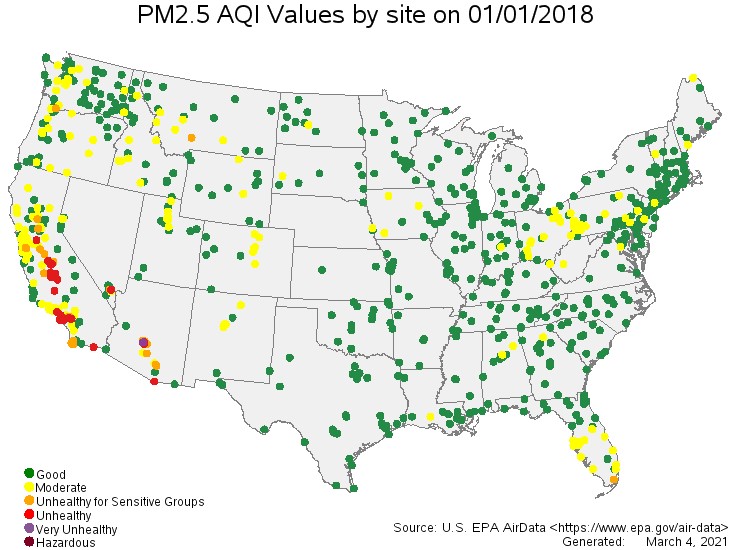 PM2.5 AQI Values by site on 01/01/2018
Good
Moderate
Unhealthy for Sensitive Groups
Unhealthy
Very Unhealthy
Hazardous
Source: U.S. EPA AirData <https://www.epa.gov/air-data>
Generated: March 4, 2021